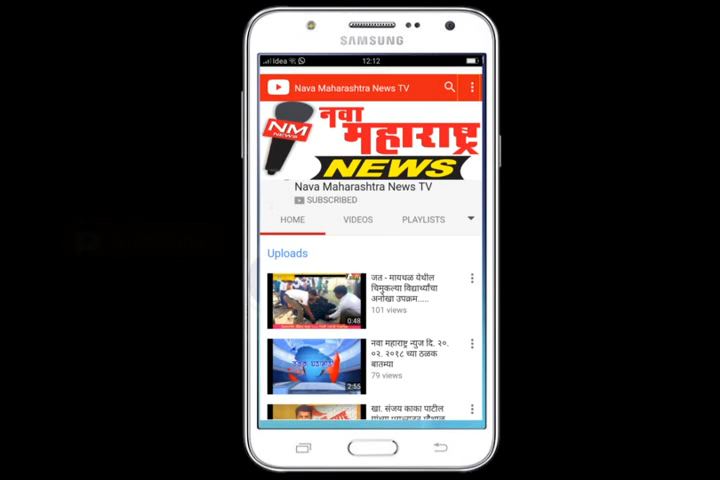 SAMSUNG
Idea
12:12
Nava Maharashtra News TV
NM
NEWS
नवा
महाराष्ट्र
NEWS
Nava Maharashtra News TV
SUBSCRIBED
HOME VIDEOS PLAYLISTS
Uploads
जत - मायथळ येथील
चिमुकल्या विद्यार्थ्यांचा
अनोखा उपक्रम.....
101 views
0:48
नवा महाराष्ट्र न्युज दि. २०.
०२. २०१८ च्या ठळक
बातम्या
79 views
2:55
खा. संजय काका पाटील